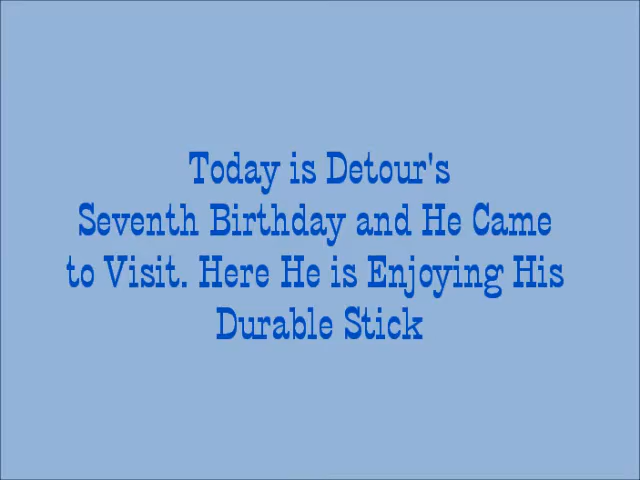 Today is Detour's
Seventh Birthday and He Came
to Visit. Here He is Enjoying His
Durable Stick